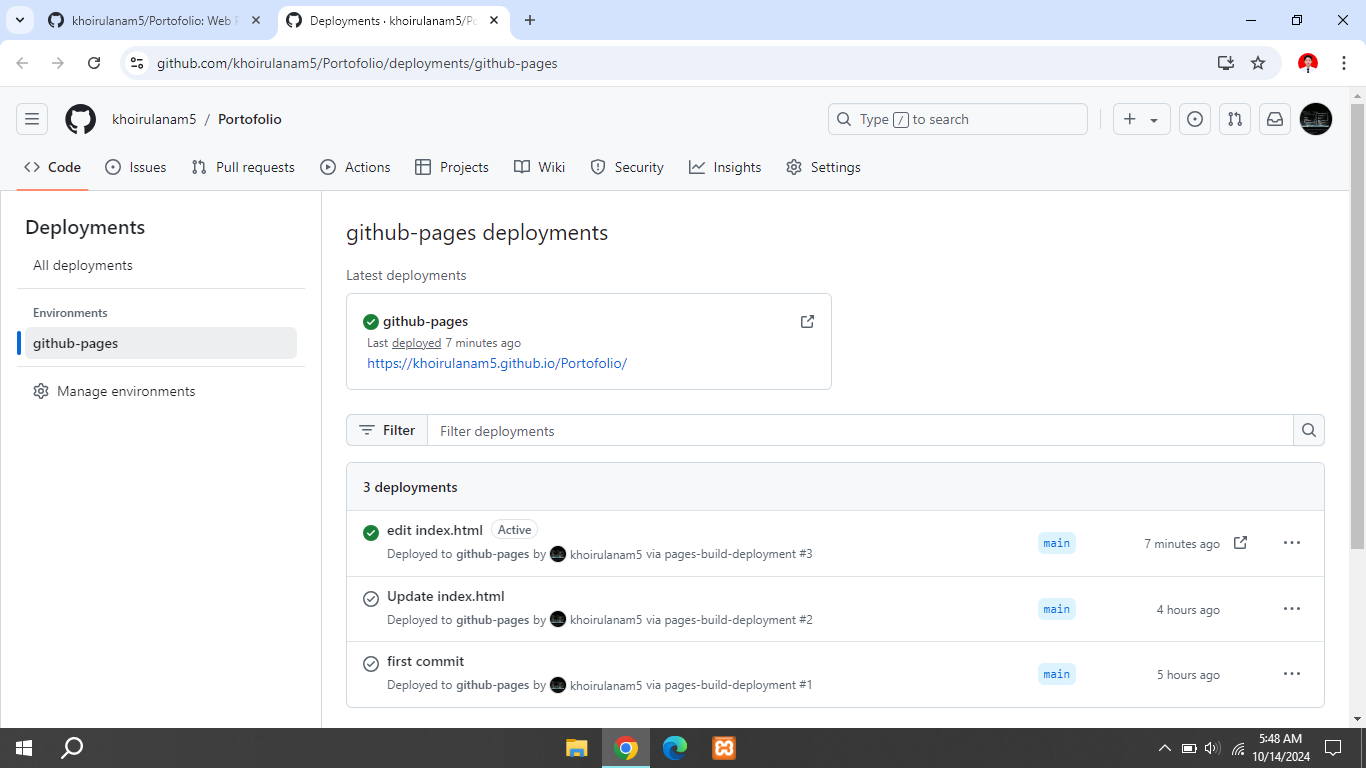 khoirulanam5/Portofolio: Web P
Deployments · khoirulanam5/Po
github.com/khoirulanam5/Portofolio/deployments/github-pages
khoirulanam5 / Portofolio
Type / to search
Code Issues Pull requests Actions Projects Wiki Security Insights Settings
Deployments
All deployments
Environments
github-pages
Manage environments
github-pages deployments
Latest deployments
github-pages
Last deployed 7 minutes ago
https://khoirulanam5.github.io/Portofolio/
Filter Filter deployments
3 deployments
edit index.html Active
Deployed to github-pages by khoirulanam5 via pages-build-deployment #3
main 7 minutes ago
Update index.html
Deployed to github-pages by khoirulanam5 via pages-build-deployment #2
main 4 hours ago
first commit
Deployed to github-pages by khoirulanam5 via pages-build-deployment #1
main 5 hours ago
5:48 AM
10/14/2024